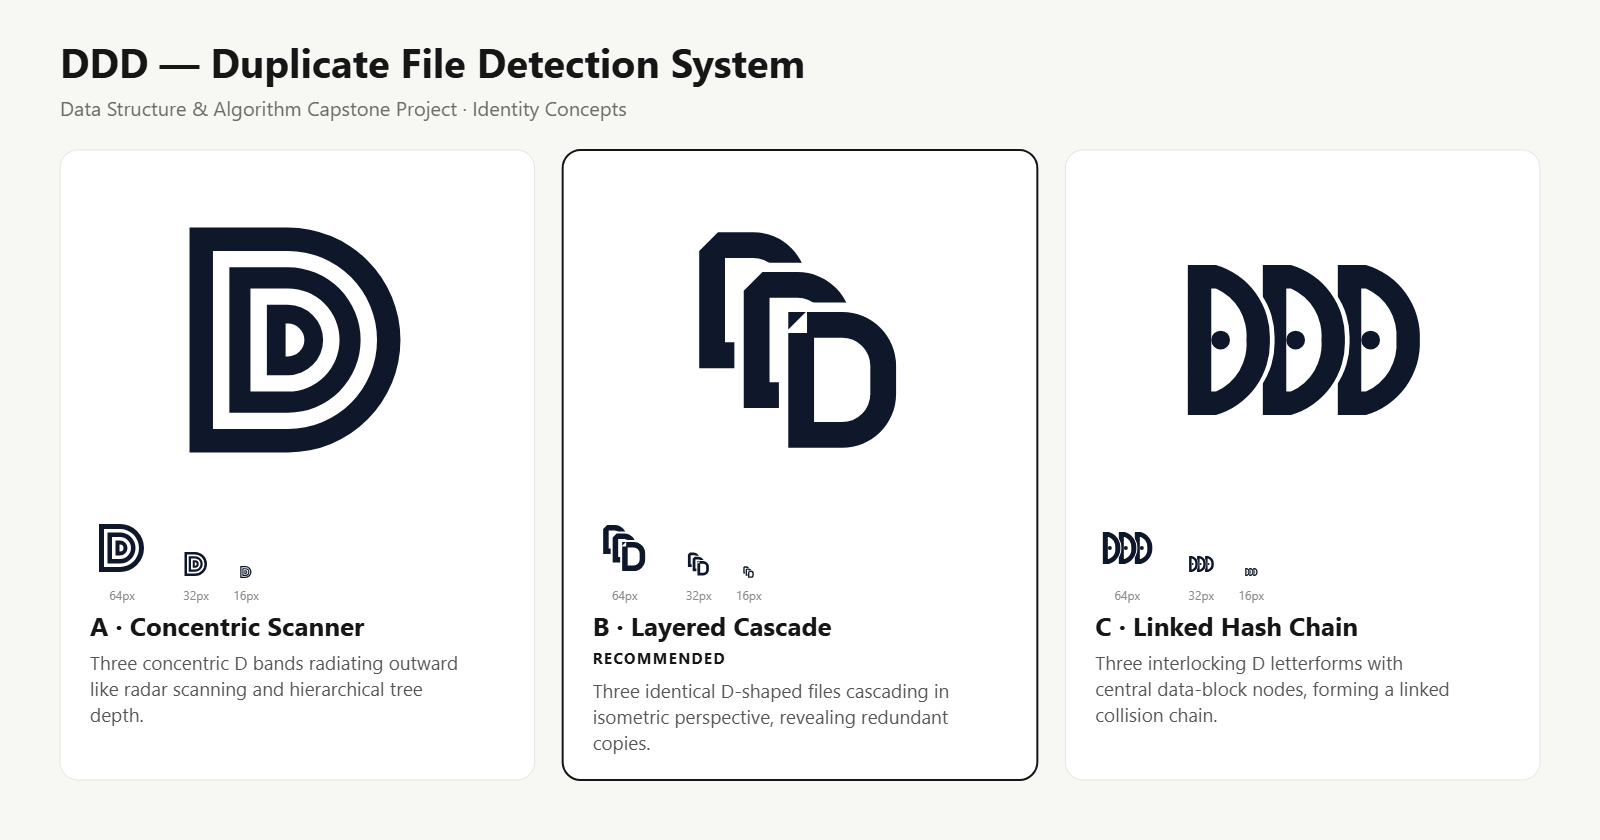 DDD — Duplicate File Detection System
Data Structure & Algorithm Capstone Project · Identity Concepts
D
DDD
DDD
64px
32px
16px
A · Concentric Scanner
Three concentric D bands radiating outward
like radar scanning and hierarchical tree
depth.
64px
32px
16px
B · Layered Cascade
RECOMMENDED
Three identical D-shaped files cascading in
isometric perspective, revealing redundant
copies.
64px
32px
16px
C · Linked Hash Chain
Three interlocking D letterforms with
central data-block nodes, forming a linked
collision chain.